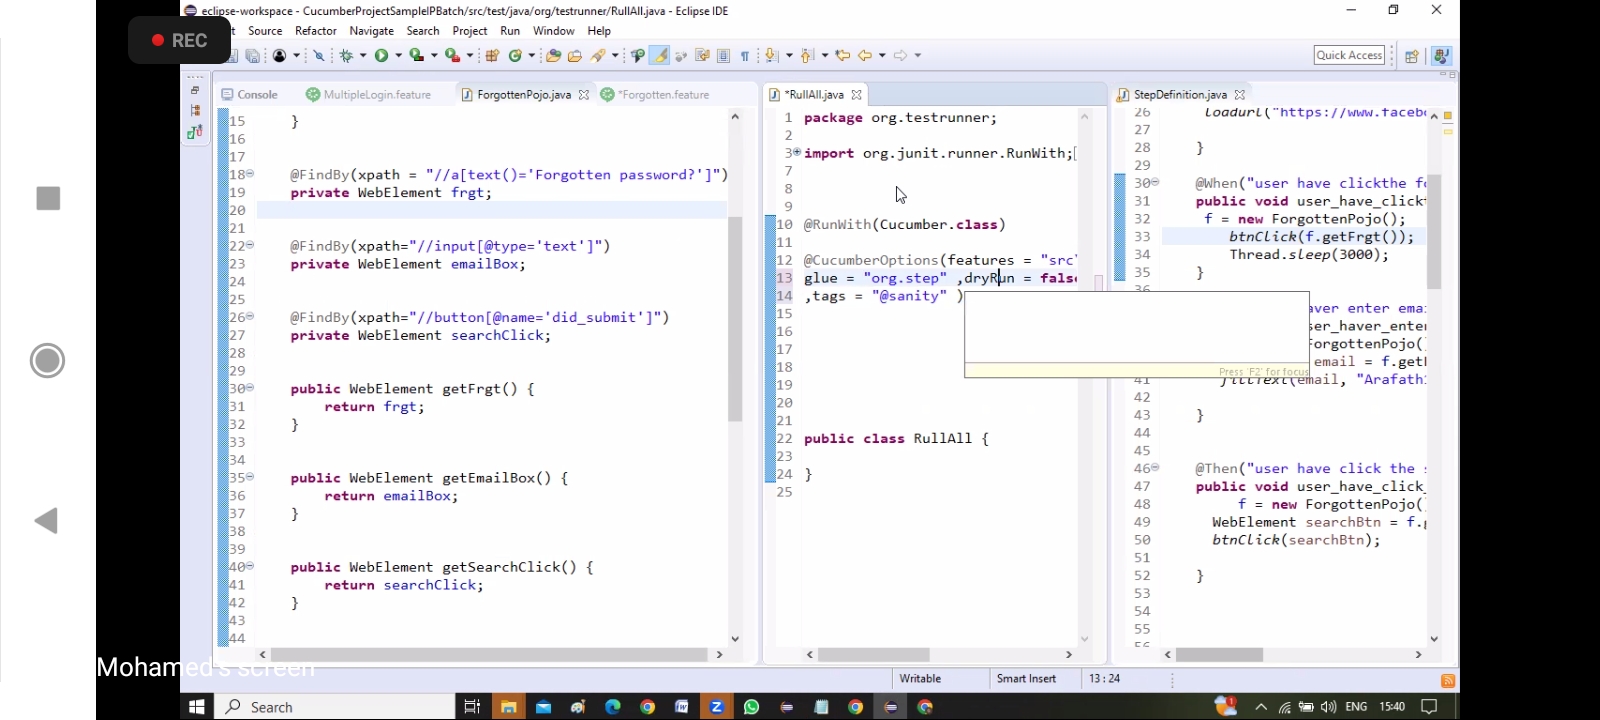 eclipse-workspace - CucumberProjectSampleIPBatch/src/test/java/org/testrunner/RullAll.java - Eclipse IDE
REC
Source Refactor Navigate Search Project Run Window Help
Quick Access
Console MultipleLogin.feature ForgottenPojo.java *Forgotten.feature
15 }
16
17
18 @FindBy(xpath = "//a[text()='Forgotten password?']")
19 private WebElement frgt;
20
21
22 @FindBy(xpath="//input[@type='text']")
23 private WebElement emailBox;
24
25
26 @FindBy(xpath="//button[@name='did_submit']")
27 private WebElement searchClick;
28
29
30 public WebElement getFrgt() {
31 return frgt;
32 }
33
34
35 public WebElement getEmailBox() {
36 return emailBox;
37 }
38
39
40 public WebElement getSearchClick() {
41 return searchClick;
42 }
43
44
*RullAll.java
1 package org.testrunner;
2
3 import org.junit.runner.RunWith;
7
8
9
10 @RunWith(Cucumber.class)
11
12 @CucumberOptions(features = "src
13 glue = "org.step" ,dryRun = false
14 ,tags = "@sanity" )
15
16
17
18
19
20
21
22 public class RullAll {
23
24 }
25
Press 'F2' for focus
StepDefinition.java
26 loadurl("https://www.facebo
27
28 }
29
30 @When("user have clickthe fo
31 public void user_have_click
32 f = new ForgottenPojo();
33 btnClick(f.getFrgt());
34 Thread.sleep(3000);
35 }
36
aver enter emai
ser_haver_enter
ForgottenPojo()
email = f.get
41 fillText(email, "Arafath
42
43 }
44
45
46 @Then("user have click the s
47 public void user_have_click_
48 f = new ForgottenPojo(
49 WebElement searchBtn = f.g
50 btnClick(searchBtn);
51
52 }
53
54
55
56
Writable Smart Insert 13 : 24
Mohamed's screen
Search
ENG 15:40